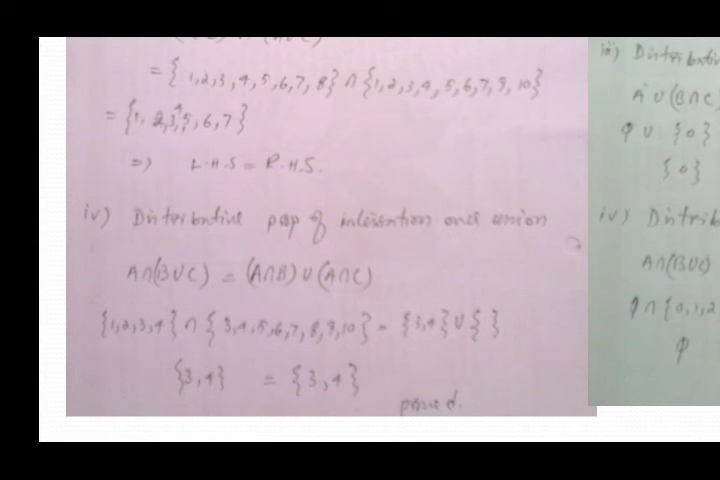 = { 1,2,3,4,5,6,7,8} ∩ {1,2,3,4,5,6,7,9,10}
= {1, 2,3,4,5,6,7}
=> L.H.S = R.H.S.
iv) Distributive prop of intersection over union
A∩(B∪C) = (A∩B)∪(A∩C)
{1,2,3,4} ∩ { 3,4,5,6,7,8,9,10} = {3,4}∪{ }
{3,4} = {3,4}
proved.
iii) Distributiv
A ∪(B∩C
φ ∪ {0}
{0}
iv) Distrib
A∩(B∪C)
φ∩{0,1,2
φ